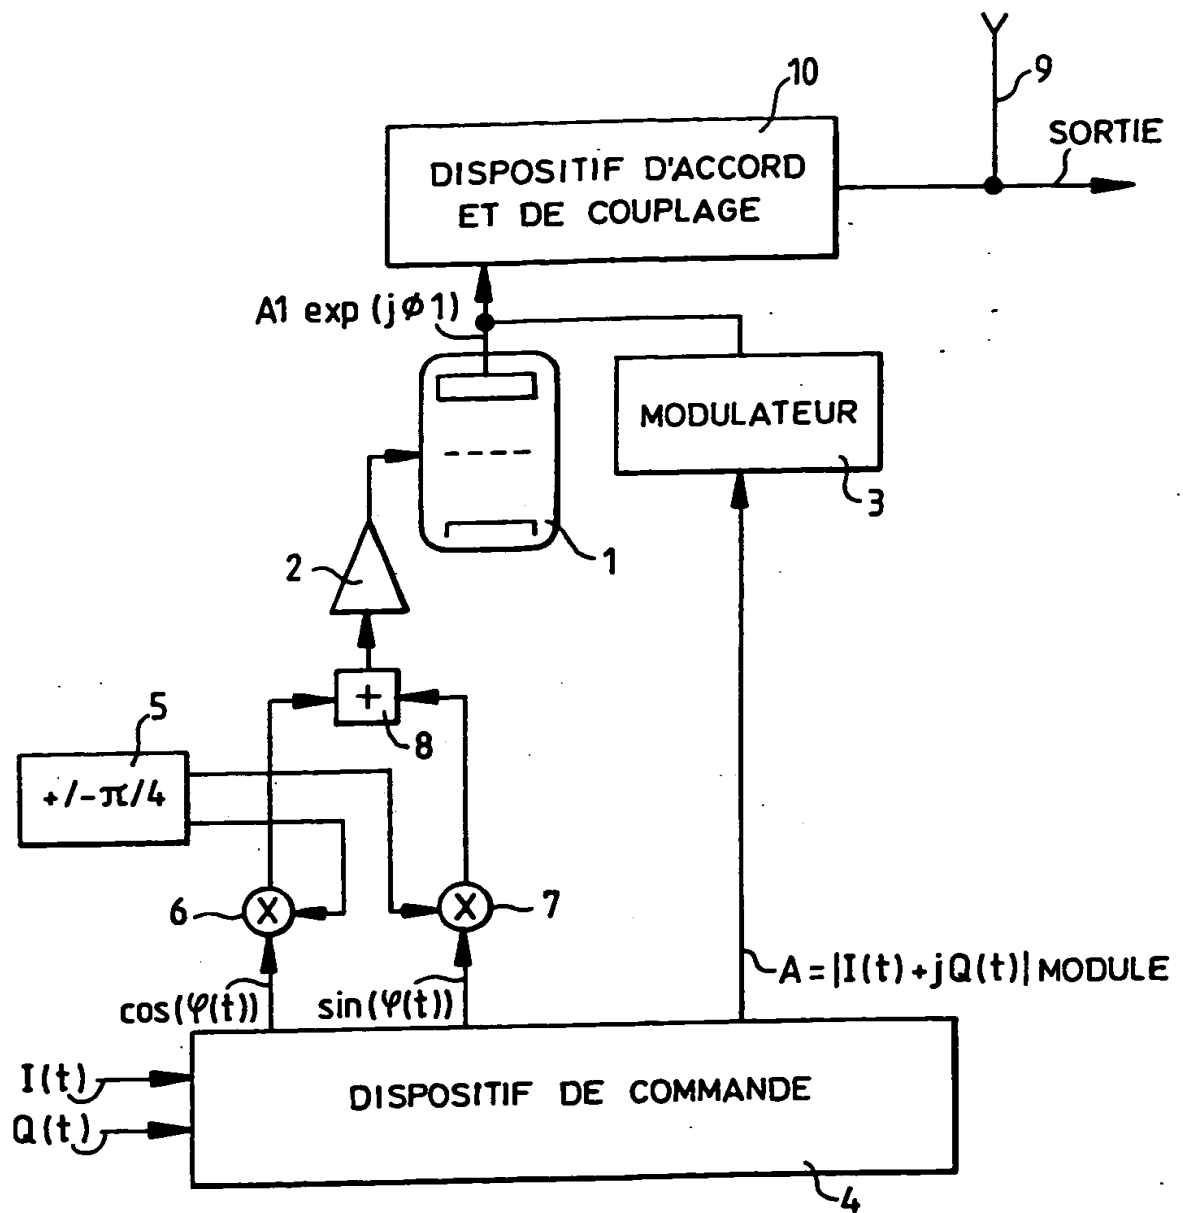 10
9
SORTIE
DISPOSITIF D'ACCORD
ET DE COUPLAGE
A1 exp (jϕ1)
MODULATEUR
3
1
2
+
8
5
+/-π/4
6
X
X
7
A = |I(t) + jQ(t)| MODULE
cos(φ(t))
sin(φ(t))
I(t)
Q(t)
DISPOSITIF DE COMMANDE
4